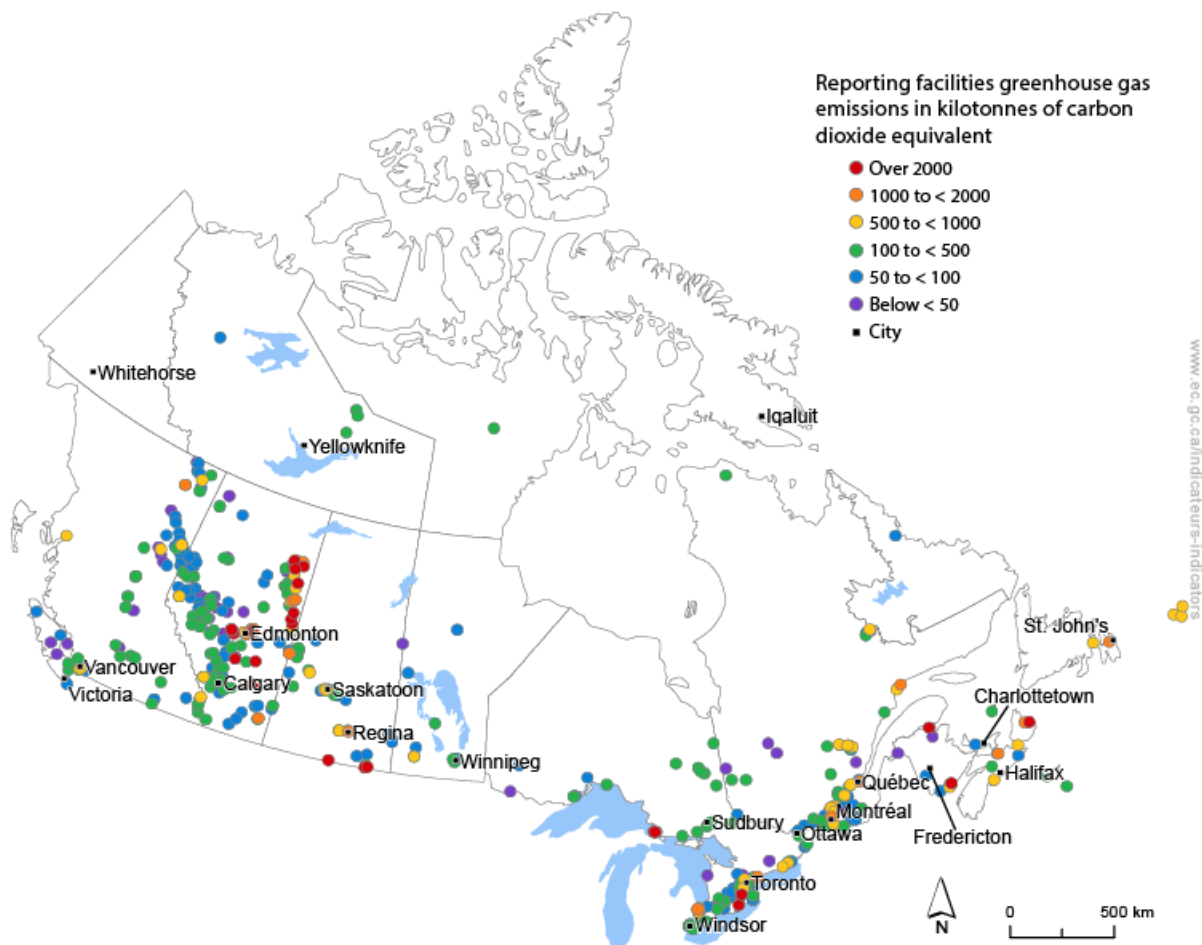 Reporting facilities greenhouse gas
emissions in kilotonnes of carbon
dioxide equivalent
Over 2000
1000 to < 2000
500 to < 1000
100 to < 500
50 to < 100
Below < 50
City
www.ec.gc.ca/indicateurs-indicators
Whitehorse
Iqaluit
Yellowknife
Edmonton
St. John's
Vancouver
Calgary
Saskatoon
Victoria
Charlottetown
Regina
Winnipeg
Québec
Halifax
Montréal
Sudbury
Ottawa
Fredericton
Toronto
Windsor
N
0 500 km